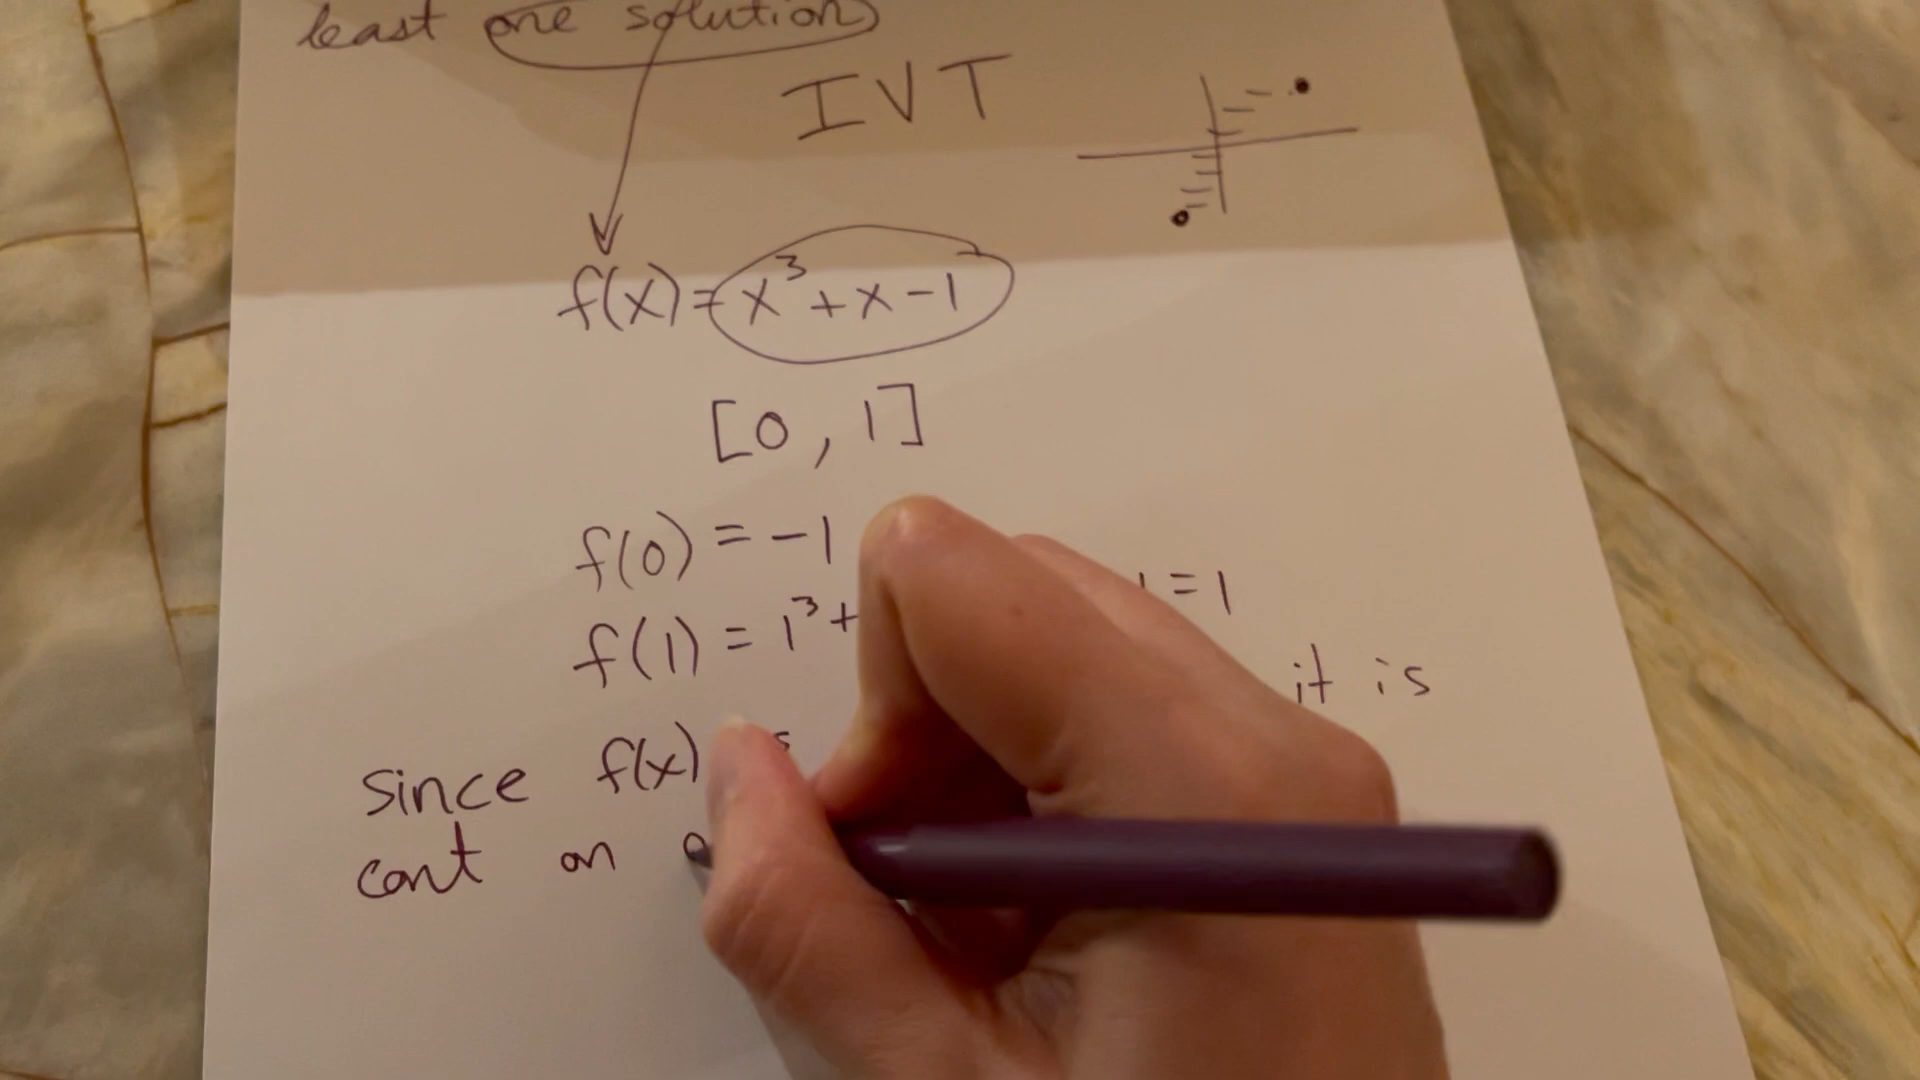 least one solution
IVT
f(x) = x³ + x - 1
[0, 1]
f(0) = -1
f(1) = 1³ + = 1
since f(x) it is
cont on